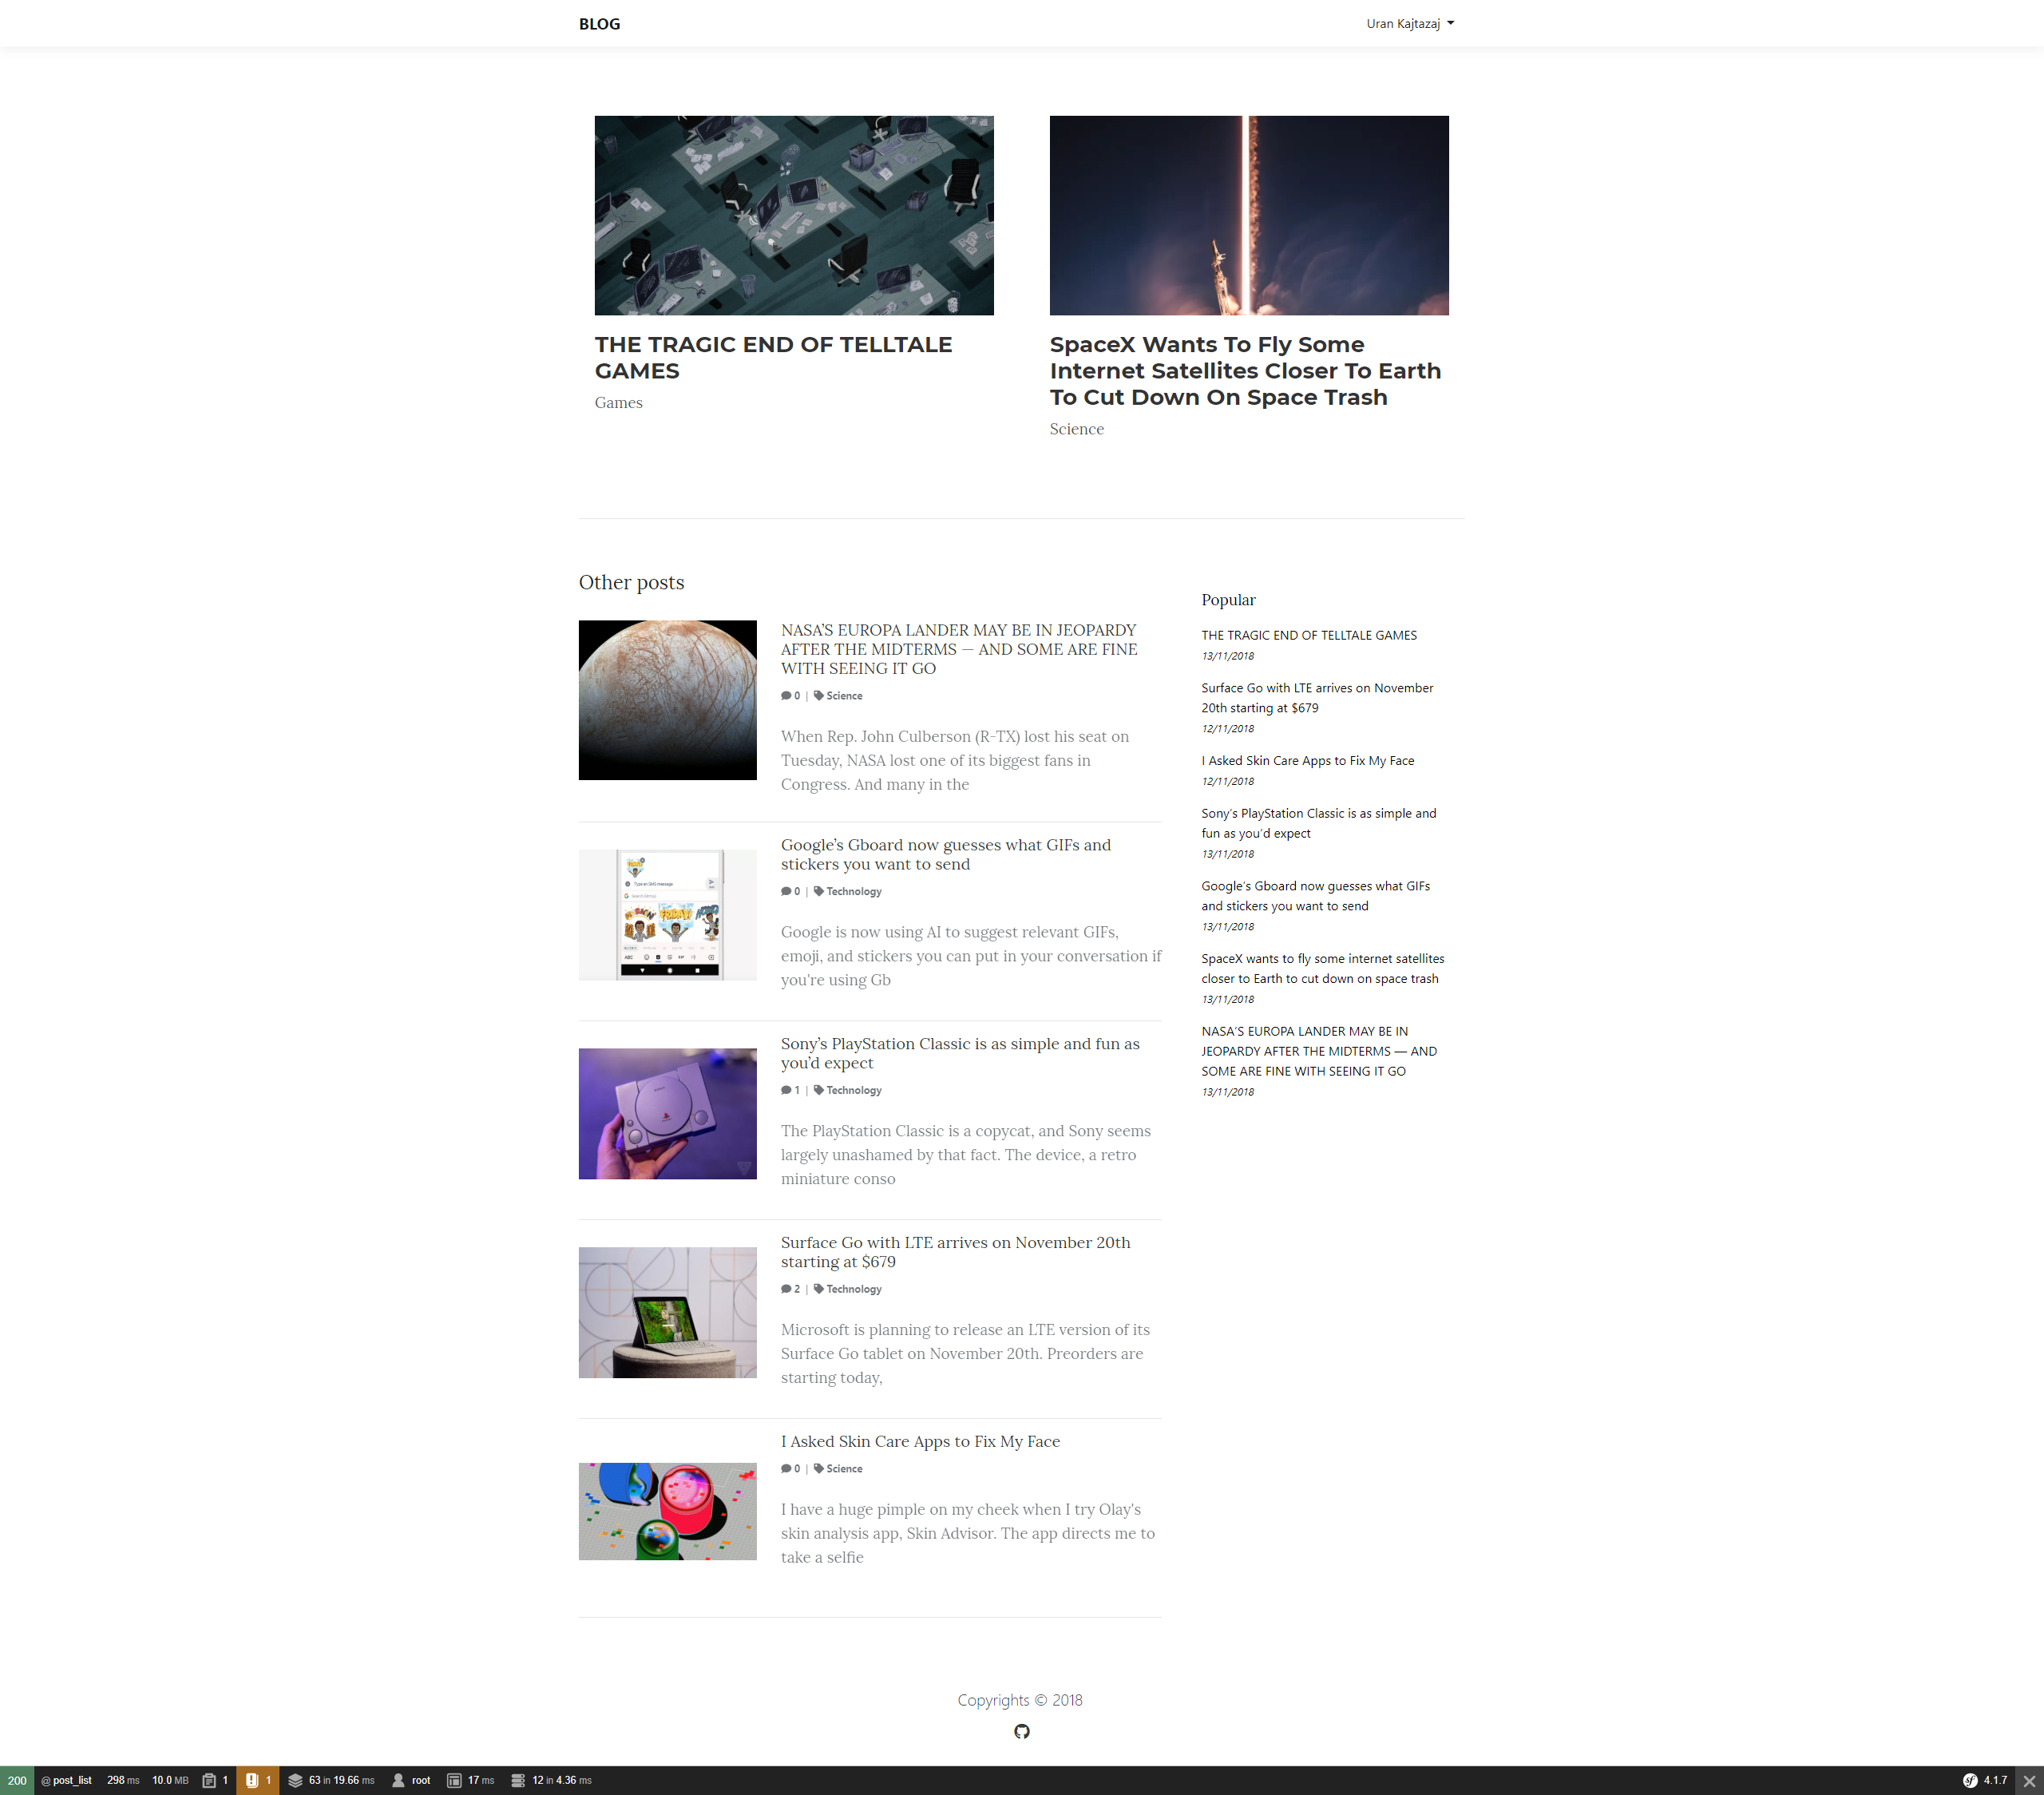 BLOG
Uran Kajtazaj
THE TRAGIC END OF TELLTALE
GAMES
Games
SpaceX Wants To Fly Some
Internet Satellites Closer To Earth
To Cut Down On Space Trash
Science
Other posts
NASA’S EUROPA LANDER MAY BE IN JEOPARDY
AFTER THE MIDTERMS — AND SOME ARE FINE
WITH SEEING IT GO
0 | Science
When Rep. John Culberson (R-TX) lost his seat on
Tuesday, NASA lost one of its biggest fans in
Congress. And many in the
Google’s Gboard now guesses what GIFs and
stickers you want to send
0 | Technology
Google is now using AI to suggest relevant GIFs,
emoji, and stickers you can put in your conversation if
you're using Gb
Sony’s PlayStation Classic is as simple and fun as
you’d expect
1 | Technology
The PlayStation Classic is a copycat, and Sony seems
largely unashamed by that fact. The device, a retro
miniature conso
Surface Go with LTE arrives on November 20th
starting at $679
2 | Technology
Microsoft is planning to release an LTE version of its
Surface Go tablet on November 20th. Preorders are
starting today,
I Asked Skin Care Apps to Fix My Face
0 | Science
I have a huge pimple on my cheek when I try Olay's
skin analysis app, Skin Advisor. The app directs me to
take a selfie
Popular
THE TRAGIC END OF TELLTALE GAMES
13/11/2018
Surface Go with LTE arrives on November
20th starting at $679
12/11/2018
I Asked Skin Care Apps to Fix My Face
12/11/2018
Sony’s PlayStation Classic is as simple and
fun as you’d expect
13/11/2018
Google’s Gboard now guesses what GIFs
and stickers you want to send
13/11/2018
SpaceX wants to fly some internet satellites
closer to Earth to cut down on space trash
13/11/2018
NASA’S EUROPA LANDER MAY BE IN
JEOPARDY AFTER THE MIDTERMS — AND
SOME ARE FINE WITH SEEING IT GO
13/11/2018
Copyrights © 2018
200 @ post_list 298 ms 10.0 MB 1 1 63 in 19.66 ms root 17 ms 12 in 4.36 ms sf 4.1.7